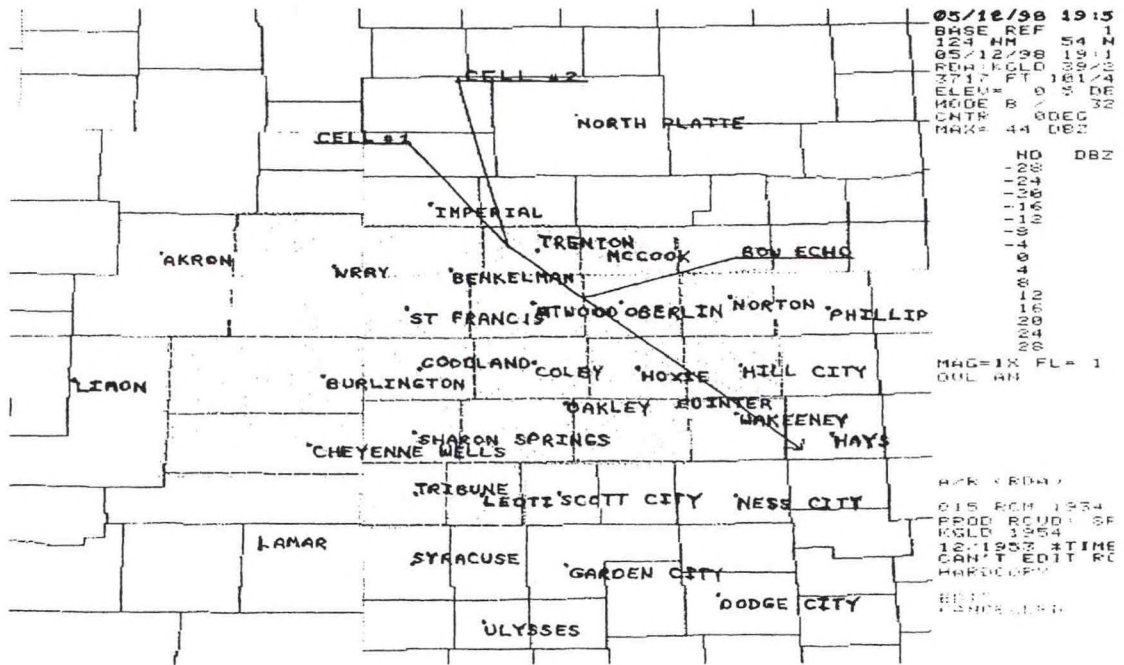 CELL #2
NORTH PLATTE
CELL #1
IMPERIAL
TRENTON
MCCOOK
BOW ECHO
AKRON
WRAY
BENKELMAN
ST FRANCIS
ATWOOD
OBERLIN
NORTON
PHILLIP
GOODLAND
COLBY
HOXIE
HILL CITY
LIMON
BURLINGTON
OAKLEY
QUINTER
WAKEENEY
SHARON SPRINGS
HAYS
CHEYENNE WELLS
TRIBUNE
LEOTI
SCOTT CITY
NESS CITY
LAMAR
SYRACUSE
GARDEN CITY
DODGE CITY
ULYSSES
05/12/98 19:5
BASE REF 1
124 NM 54 N
05/12/98 19:1
RDA:KGLD 39/2
3717 FT 101/4
ELEV= 0.5 DE
MODE B / 32
CNTR 0DEG
MAX= 44 DBZ
ND DBZ
-28
-24
-20
-16
-12
-8
-4
0
4
8
12
16
20
24
28
MAG=1X FL= 1
A/R (RDA)
015 RCM 1934
PROD RCVD:
KGLD 1954
12/1953 #TIME
CAN'T EDIT RC
HARDCOPY
EDIT
CANCELLED